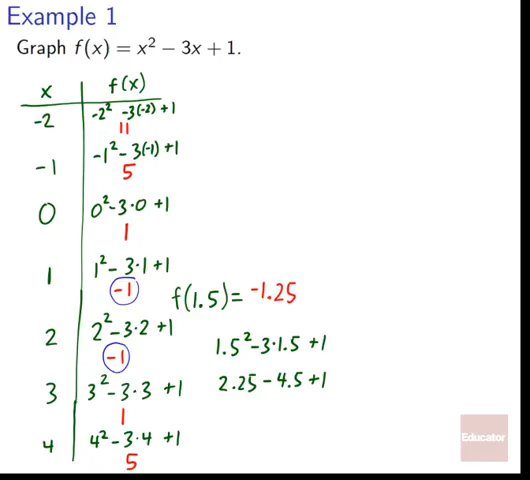 Example 1
Graph f(x) = x² − 3x + 1.
x f(x)
-2 -2² -3(-2) +1
11
-1 -1² - 3(-1) +1
5
0 0² - 3·0 +1
1
1 1² - 3·1 +1
-1
f(1.5) = -1.25
2 2² - 3·2 +1
-1
1.5² - 3·1.5 +1
2.25 - 4.5 +1
3 3² - 3·3 +1
1
4 4² - 3·4 +1
5
Educator